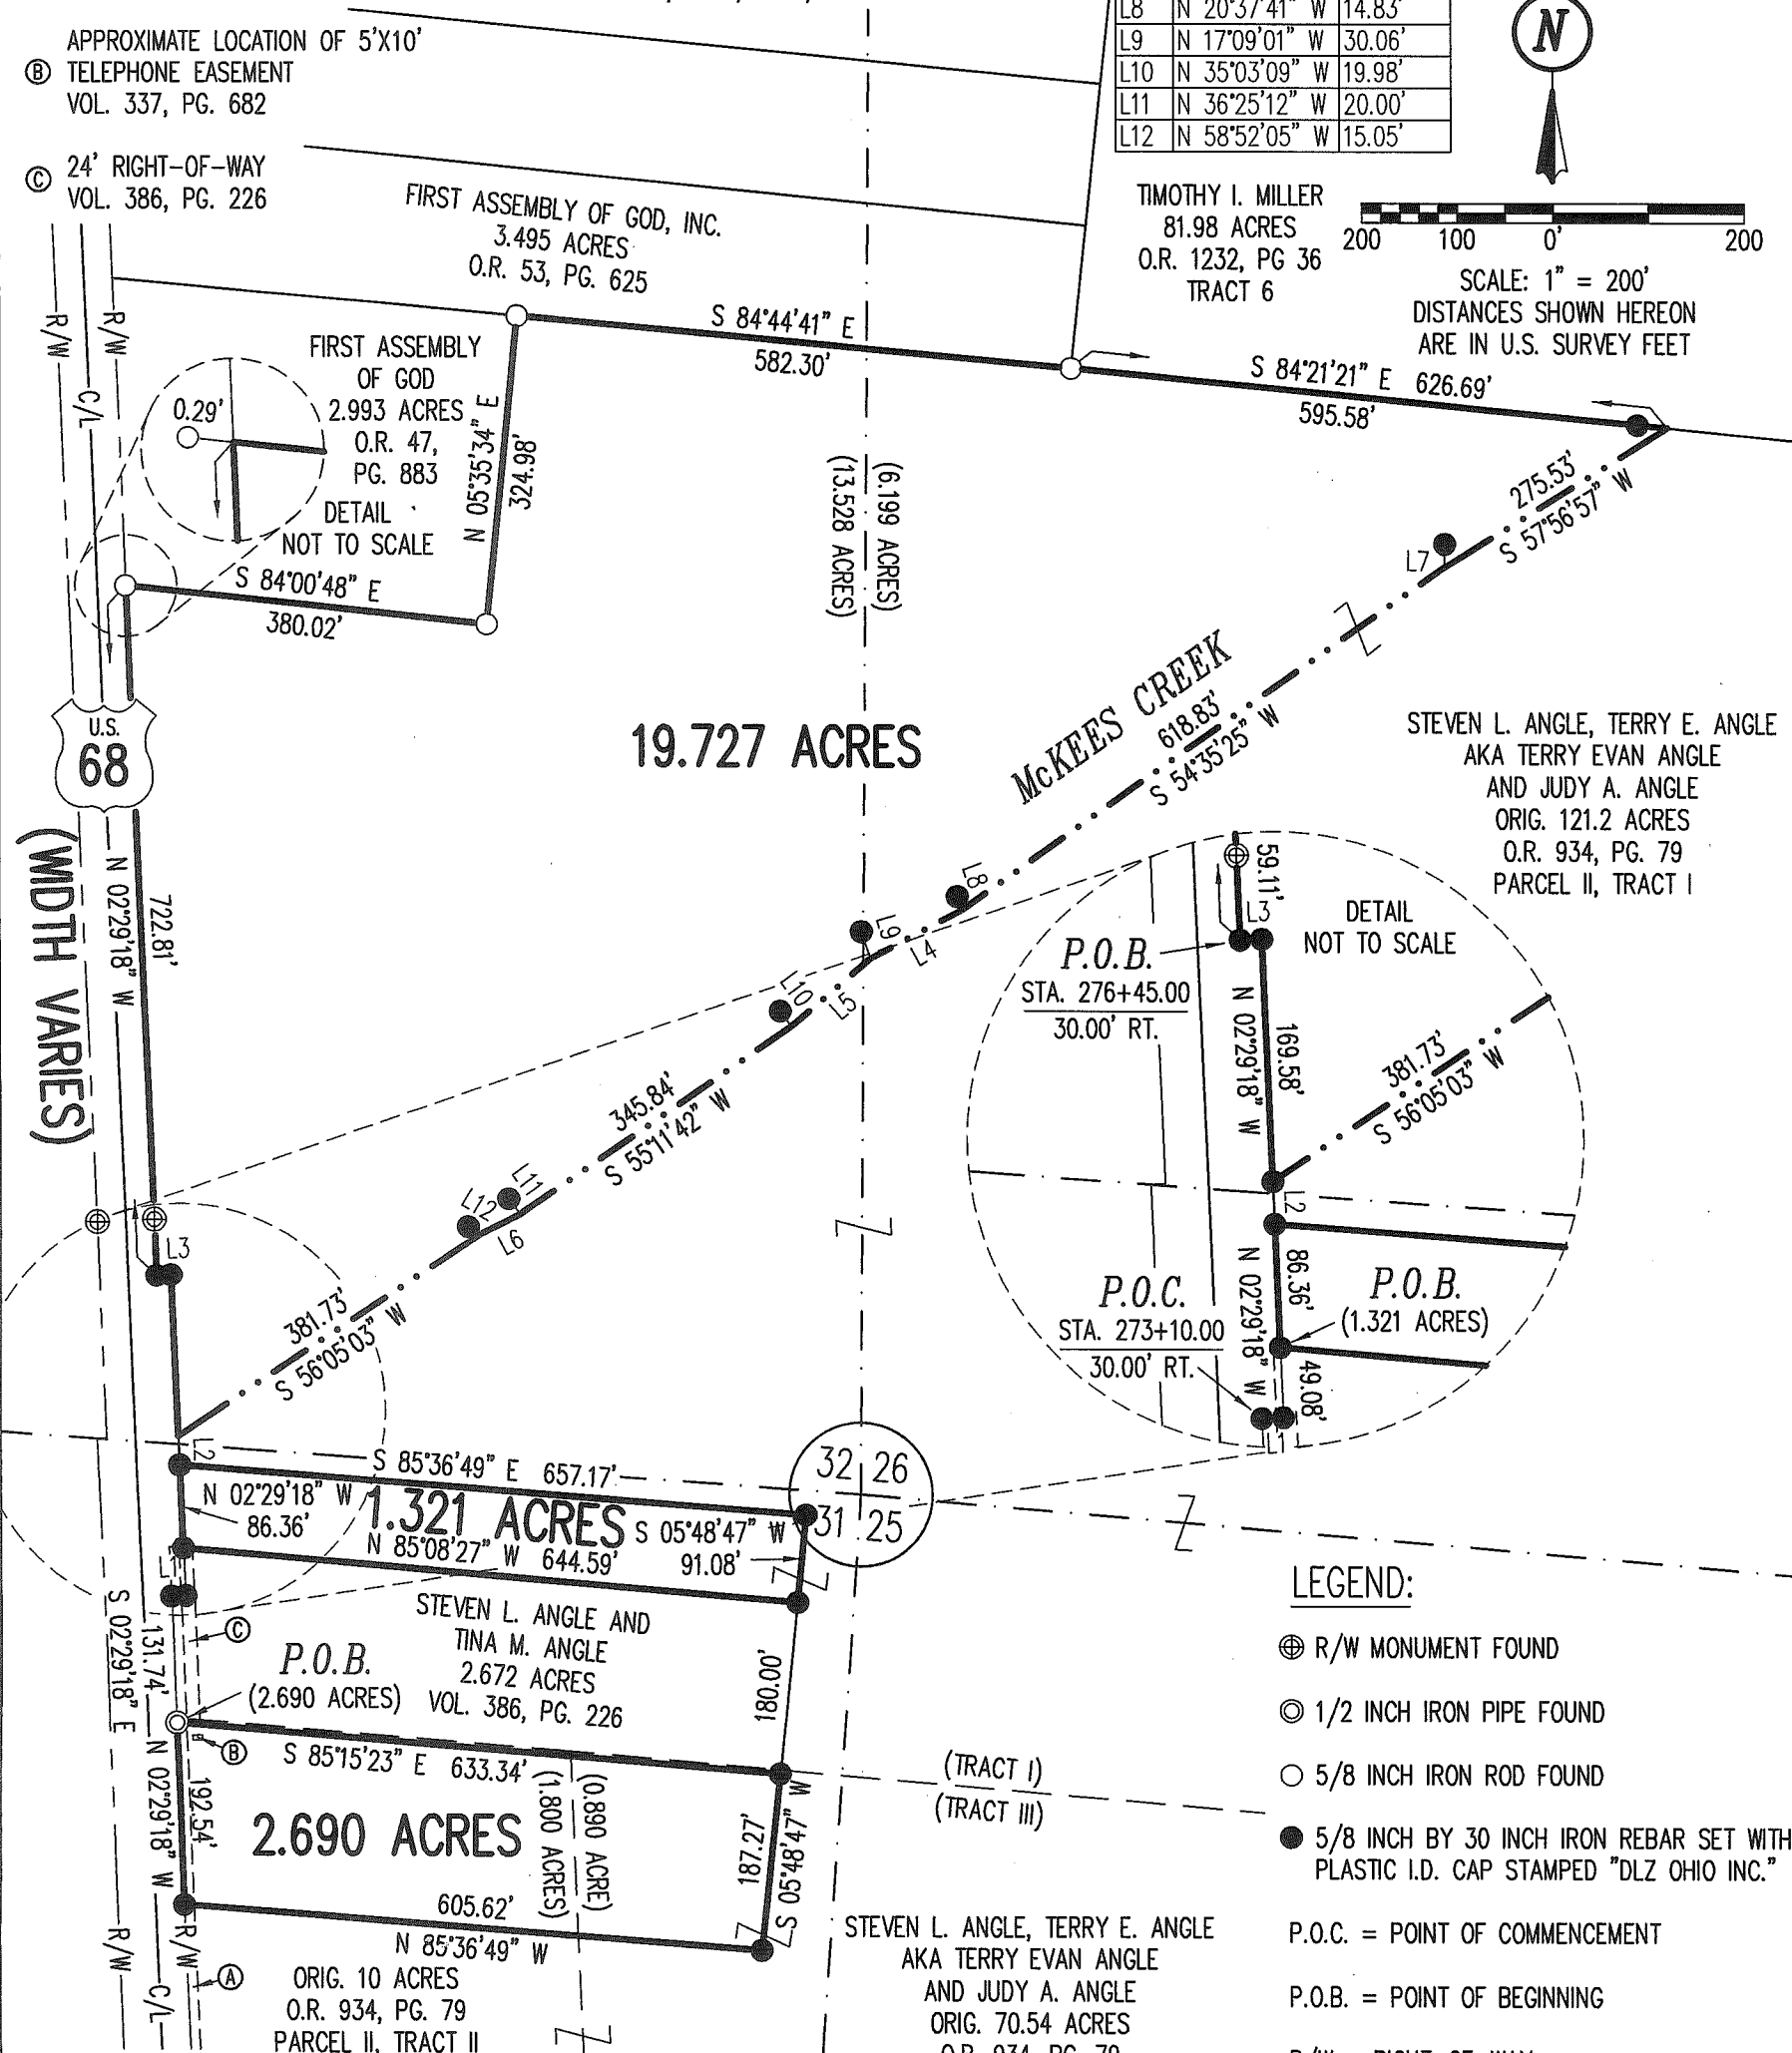 APPROXIMATE LOCATION OF 5'X10'
Ⓑ TELEPHONE EASEMENT
VOL. 337, PG. 682
Ⓒ 24' RIGHT-OF-WAY
VOL. 386, PG. 226
L8 N 20°37'41" W 14.83'
L9 N 17°09'01" W 30.06'
L10 N 35°03'09" W 19.98'
L11 N 36°25'12" W 20.00'
L12 N 58°52'05" W 15.05'
N
TIMOTHY I. MILLER
81.98 ACRES
O.R. 1232, PG 36
TRACT 6
200 100 0' 200
SCALE: 1" = 200'
DISTANCES SHOWN HEREON
ARE IN U.S. SURVEY FEET
FIRST ASSEMBLY OF GOD, INC.
3.495 ACRES
O.R. 53, PG. 625
R/W
R/W
C/L
FIRST ASSEMBLY
OF GOD
2.993 ACRES
O.R. 47,
PG. 883
0.29'
DETAIL
NOT TO SCALE
N 05°35'34" E
324.98'
S 84°44'41" E
582.30'
S 84°21'21" E 626.69'
595.58'
S 84°00'48" E
380.02'
(6.199 ACRES)
(13.528 ACRES)
275.53'
S 57°56'57" W
L7
U.S.
68
(WIDTH VARIES)
19.727 ACRES
McKEES CREEK
618.83'
S 54°35'25" W
STEVEN L. ANGLE, TERRY E. ANGLE
AKA TERRY EVAN ANGLE
AND JUDY A. ANGLE
ORIG. 121.2 ACRES
O.R. 934, PG. 79
PARCEL II, TRACT I
722.81'
N 02°29'18" W
L8
L9
L4
L10
L5
345.84'
S 55°11'42" W
L11
L12
L6
381.73'
S 56°05'03" W
L3
59.11'
L3
DETAIL
NOT TO SCALE
P.O.B.
STA. 276+45.00
30.00' RT.
N 02°29'18" W
169.58'
381.73'
S 56°05'03" W
L2
86.36'
N 02°29'18" W
P.O.B.
(1.321 ACRES)
P.O.C.
STA. 273+10.00
30.00' RT.
49.08'
L1
L2
S 85°36'49" E 657.17'
N 02°29'18" W
86.36'
1.321 ACRES
S 05°48'47" W
91.08'
N 85°08'27" W 644.59'
32 26
31 25
L1
Ⓒ
STEVEN L. ANGLE AND
TINA M. ANGLE
2.672 ACRES
VOL. 386, PG. 226
180.00'
S 02°29'18" E
131.74'
P.O.B.
(2.690 ACRES)
Ⓑ
S 85°15'23" E 633.34'
(TRACT I)
(TRACT III)
N 02°29'18" W
192.54'
2.690 ACRES
(0.890 ACRE)
(1.800 ACRES)
187.27'
S 05°48'47" W
605.62'
N 85°36'49" W
R/W
R/W
C/L
Ⓐ
ORIG. 10 ACRES
O.R. 934, PG. 79
PARCEL II, TRACT II
STEVEN L. ANGLE, TERRY E. ANGLE
AKA TERRY EVAN ANGLE
AND JUDY A. ANGLE
ORIG. 70.54 ACRES
O.R. 934, PG. 79
LEGEND:
R/W MONUMENT FOUND
1/2 INCH IRON PIPE FOUND
5/8 INCH IRON ROD FOUND
5/8 INCH BY 30 INCH IRON REBAR SET WITH
PLASTIC I.D. CAP STAMPED "DLZ OHIO INC."
P.O.C. = POINT OF COMMENCEMENT
P.O.B. = POINT OF BEGINNING
R/W = RIGHT OF WAY